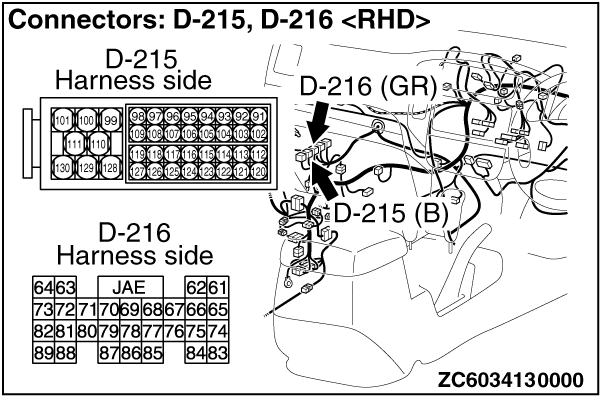 Connectors: D-215, D-216 <RHD>
D-215
Harness side
101 100 99 98 97 96 95 94 93 92 91
111 110 109 108 107 106 105 104 103 102
119 118 117 116 115 114 113 112
130 129 128 127 126 125 124 123 122 121 120
D-216 (GR)
D-215 (B)
D-216
Harness side
64 63 JAE 62 61
73 72 71 70 69 68 67 66 65
82 81 80 79 78 77 76 75 74
89 88 87 86 85 84 83
ZC6034130000